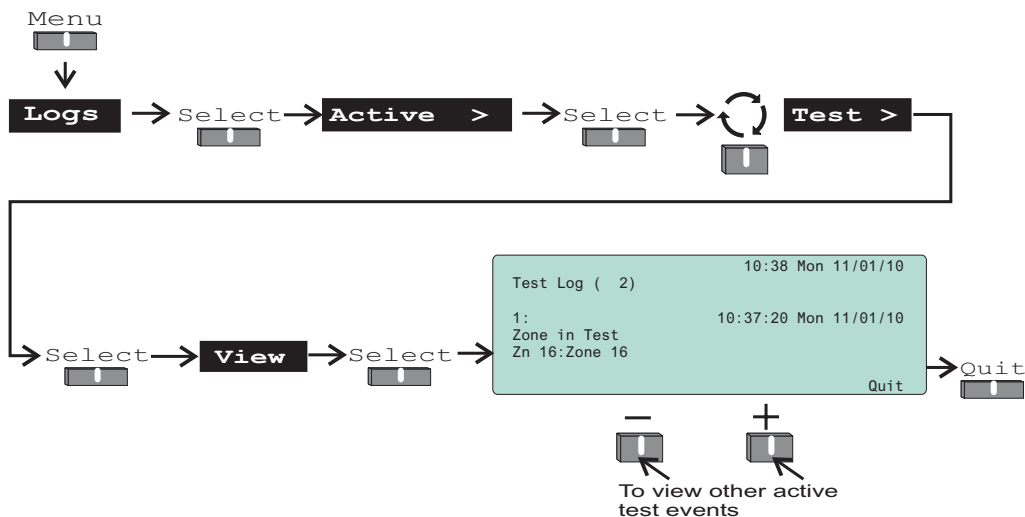 Menu
Logs Select Active > Select Test >
Select View Select
10:38 Mon 11/01/10
Test Log ( 2)
1: 10:37:20 Mon 11/01/10
Zone in Test
Zn 16:Zone 16
Quit
Quit
− +
To view other active
test events